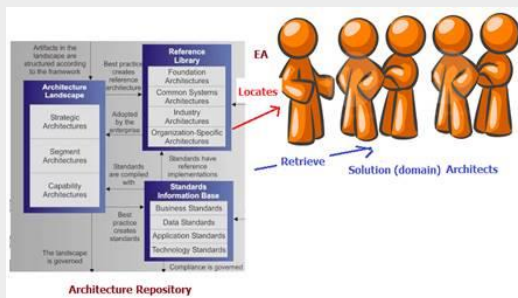 Artifacts in the
landscape are
structured according
to the framework
Best practice
creates
reference
architecture
Reference
Library
Foundation
Architectures
Common Systems
Architectures
Industry
Architectures
Organization-Specific
Architectures
EA
Locates
Architecture
Landscape
Strategic
Architectures
Segment
Architectures
Capability
Architectures
Adopted
by the
enterprise
Standards
are complied
with
Standards have
reference
implementations
Retrieve
Solution (domain) Architects
Best
practice
creates
standards
Standards
Information Base
Business Standards
Data Standards
Application Standards
Technology Standards
The landscape
is governed
Compliance is governed
Architecture Repository